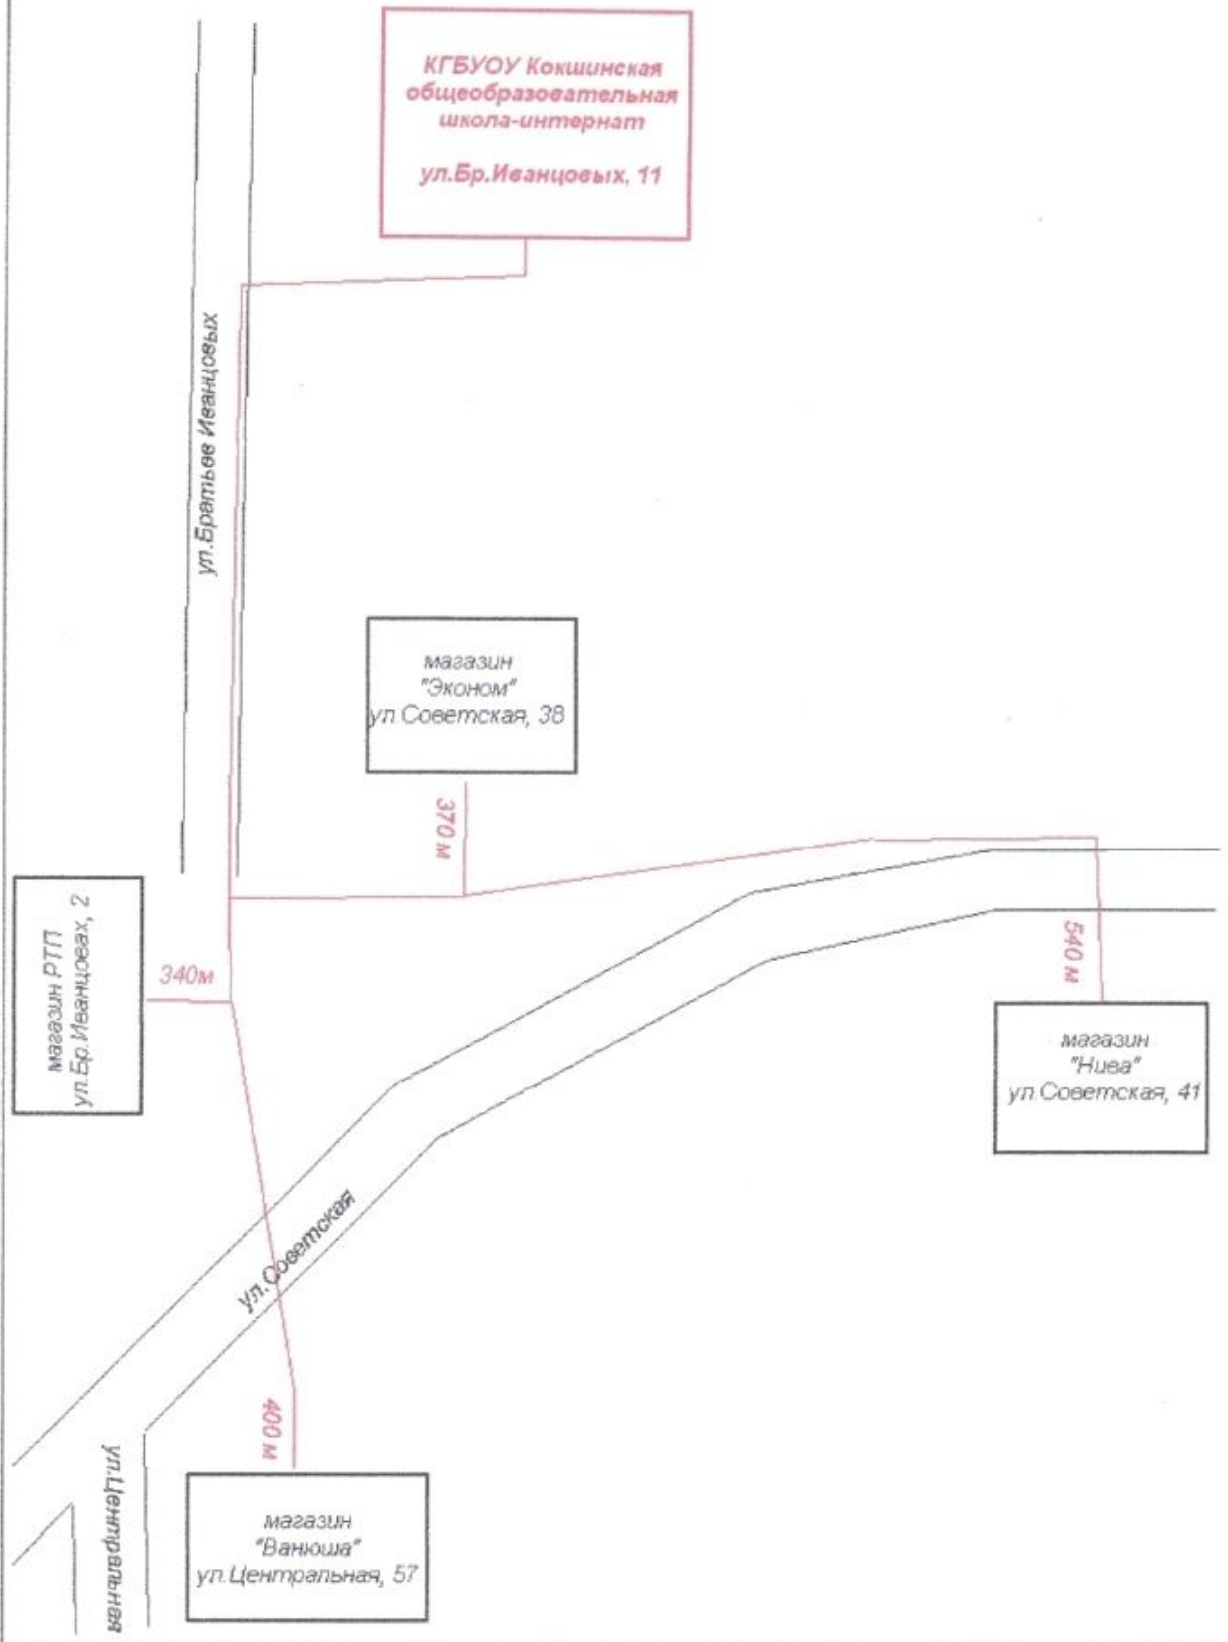 КГБУОУ Кокшинская
общеобразовательная
школа-интернат
ул.Бр.Иванцовых, 11
ул.Братьев Иванцовых
магазин
"Эконом"
ул.Советская, 38
370 м
магазин РТП
ул.Бр.Иванцовах, 2
340м
540 м
магазин
"Нива"
ул.Советская, 41
ул.Советская
400 м
ул.Центральная
магазин
"Ванюша"
ул.Центральная, 57